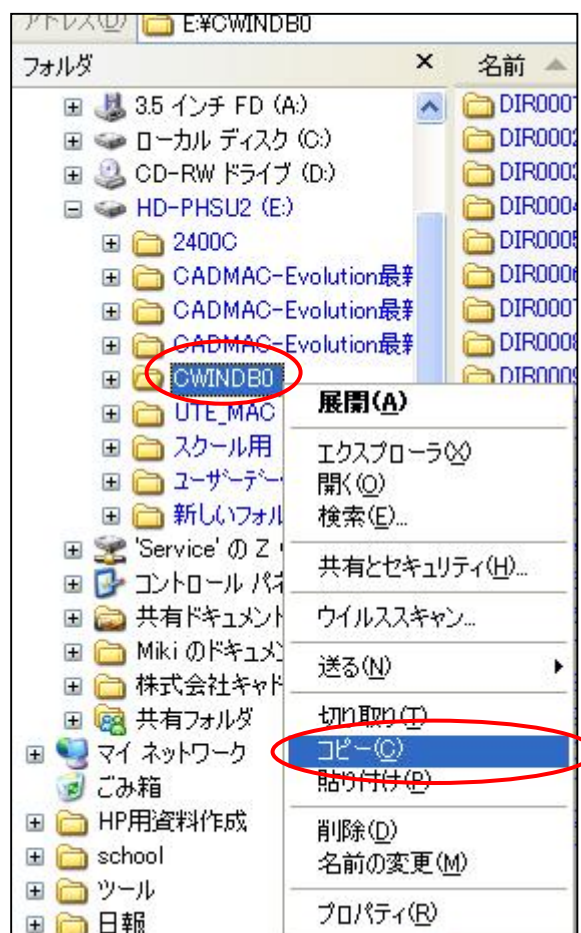 アドレス(D) E:¥CWINDB0
フォルダ × 名前
3.5 インチ FD (A:)
ローカル ディスク (C:)
CD-RW ドライブ (D:)
HD-PHSU2 (E:)
2400C
CADMAC-Evolution最新
CADMAC-Evolution最新
CADMAC-Evolution最新
CWINDB0
UTE_MAC
スクール用
ユーザーデー
新しいフォル
'Service' の Z
コントロール パネ
共有ドキュメント
Miki のドキュメン
株式会社キャド
共有フォルダ
マイ ネットワーク
ごみ箱
HP用資料作成
school
ツール
日報
DIR0001
DIR0002
DIR0003
DIR0004
DIR0005
DIR0006
DIR0007
DIR0008
DIR0009
展開(A)
エクスプローラ(X)
開く(O)
検索(E)...
共有とセキュリティ(H)...
ウイルススキャン...
送る(N)
切り取り(T)
コピー(C)
貼り付け(P)
削除(D)
名前の変更(M)
プロパティ(R)